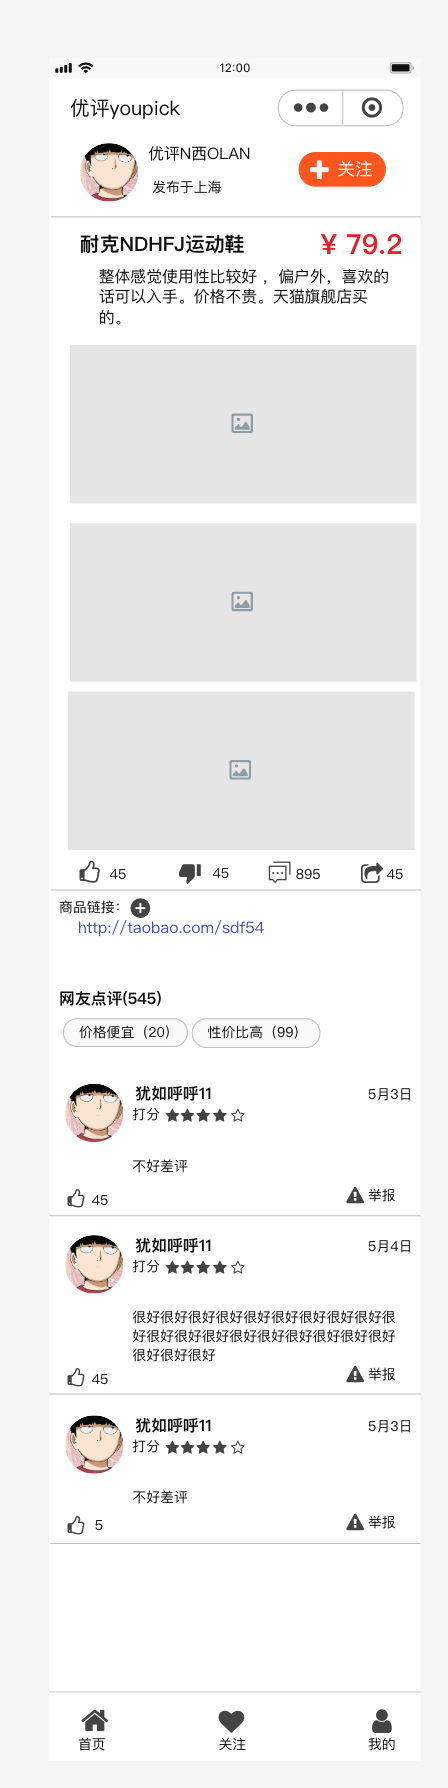 12:00
优评youpick
优评N西OLAN
发布于上海
关注
耐克NDHFJ运动鞋
¥ 79.2
整体感觉使用性比较好 ，偏户外，喜欢的
话可以入手。价格不贵。天猫旗舰店买
的。
45
45
895
45
商品链接：
http://taobao.com/sdf54
网友点评(545)
价格便宜（20）
性价比高（99）
犹如呼呼11
5月3日
打分
不好差评
45
举报
犹如呼呼11
5月4日
打分
很好很好很好很好很好很好很好很好很好很
好很好很好很好很好很好很好很好很好很好
很好很好很好
45
举报
犹如呼呼11
5月3日
打分
不好差评
5
举报
首页
关注
我的